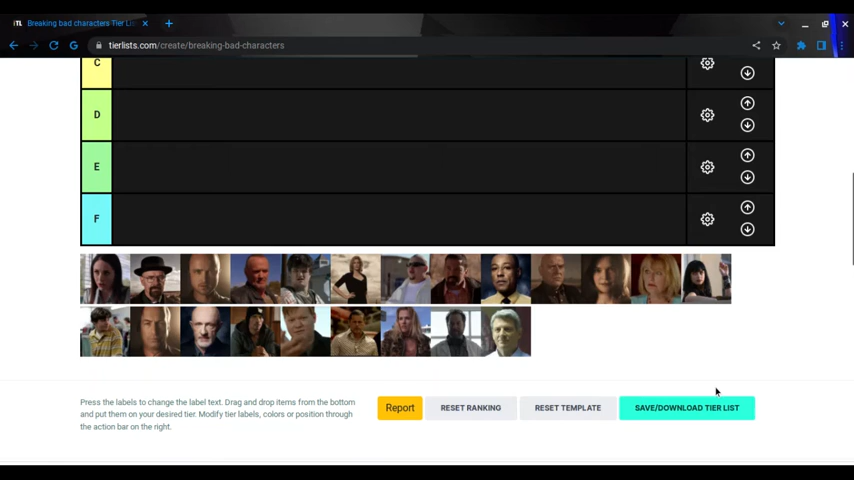 iTL Breaking bad characters Tier Lis
tierlists.com/create/breaking-bad-characters
C
D
E
F
Press the labels to change the label text. Drag and drop items from the bottom
and put them on your desired tier. Modify tier labels, colors or position through
the action bar on the right.
Report
RESET RANKING
RESET TEMPLATE
SAVE/DOWNLOAD TIER LIST